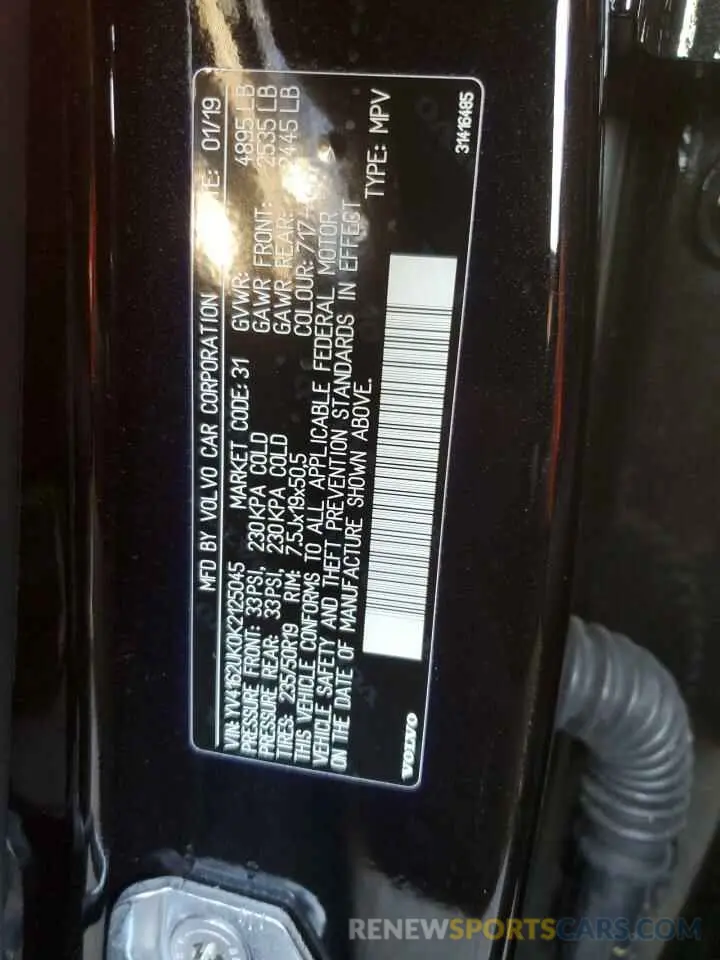 MFD BY VOLVO CAR CORPORATION TE: 01/19
VIN: YV4162UK0K2125045 MARKET CODE: 31 GVWR: 4895 LB
PRESSURE FRONT: 33PSI, 230KPA COLD GAWR FRONT: 2535 LB
PRESSURE REAR: 33PSI, 230KPA COLD GAWR REAR: 2445 LB
TIRES: 235/50R19 RIM: 7.5Jx19x50.5 COLOUR: 717
THIS VEHICLE CONFORMS TO ALL APPLICABLE FEDERAL MOTOR
VEHICLE SAFETY AND THEFT PREVENTION STANDARDS IN EFFECT
ON THE DATE OF MANUFACTURE SHOWN ABOVE. TYPE: MPV
VOLVO 31416485
RENEWSPORTSCARS.COM